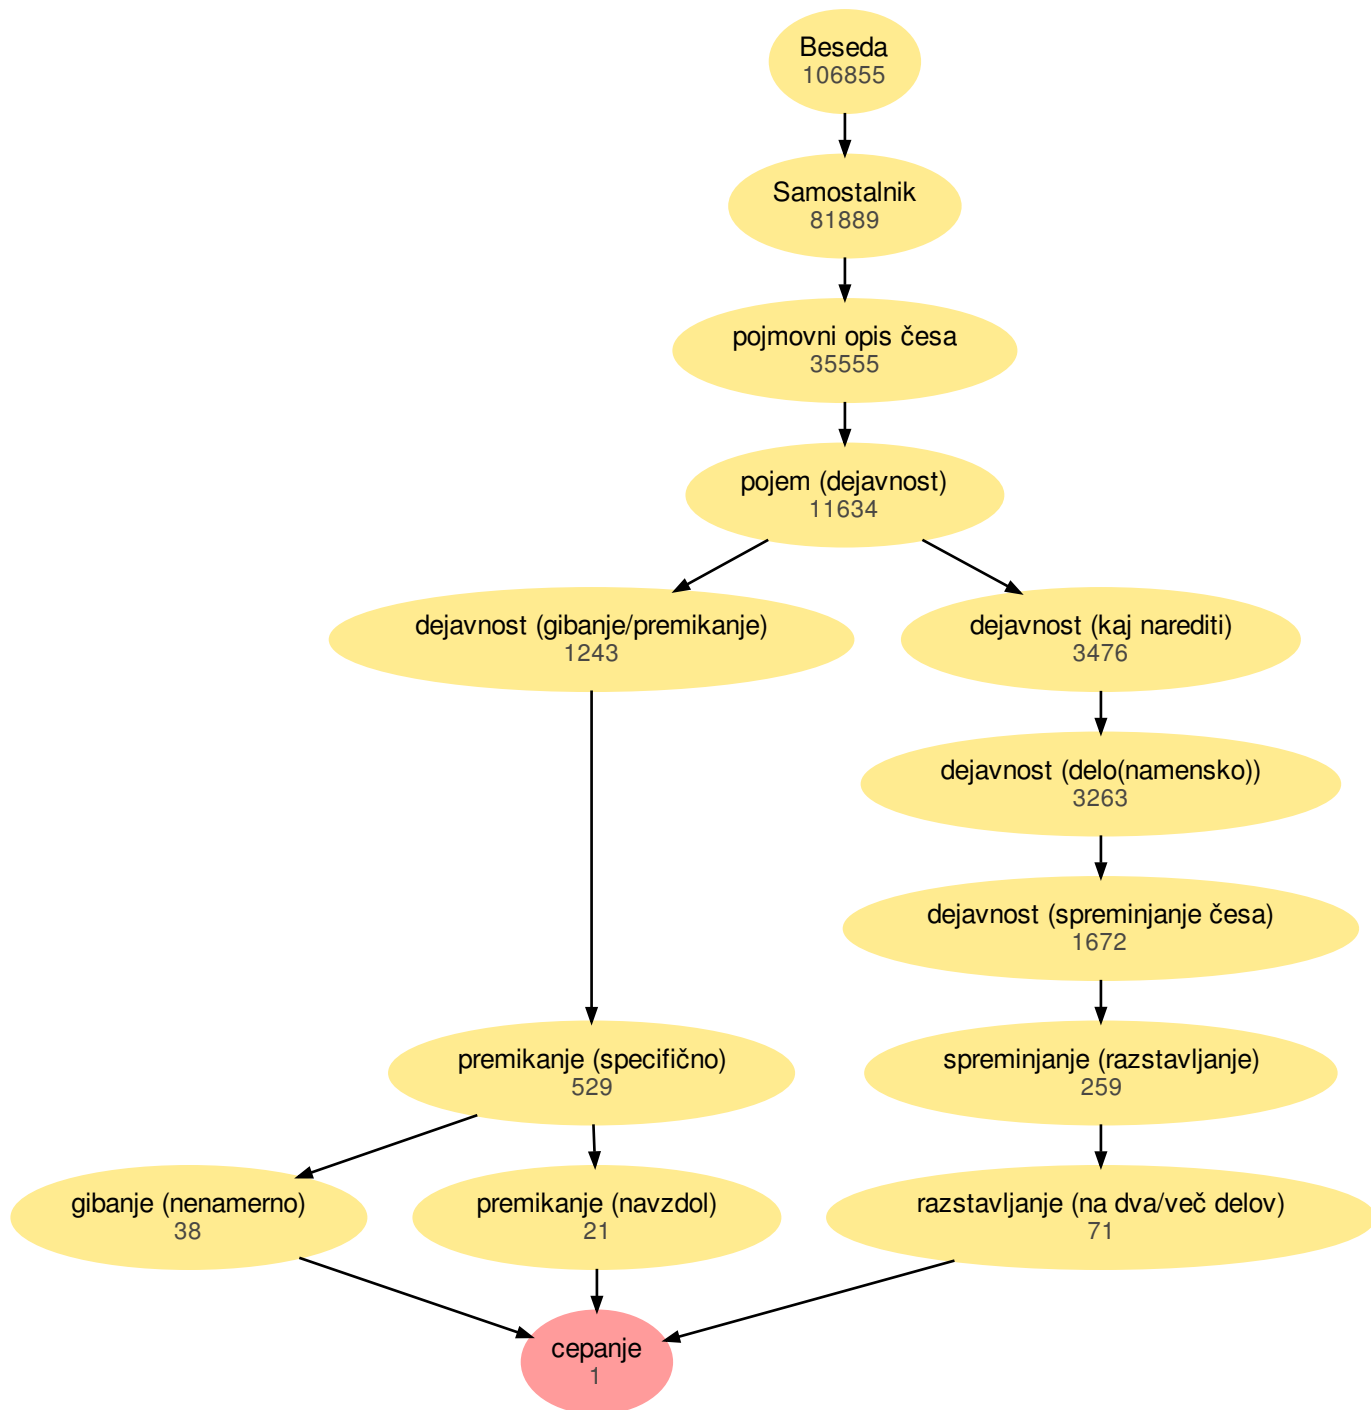 Beseda
106855
Samostalnik
81889
pojmovni opis česa
35555
pojem (dejavnost)
11634
dejavnost (gibanje/premikanje)
1243
dejavnost (kaj narediti)
3476
dejavnost (delo(namensko))
3263
dejavnost (spreminjanje česa)
1672
premikanje (specifično)
529
spreminjanje (razstavljanje)
259
gibanje (nenamerno)
38
premikanje (navzdol)
21
razstavljanje (na dva/več delov)
71
cepanje
1